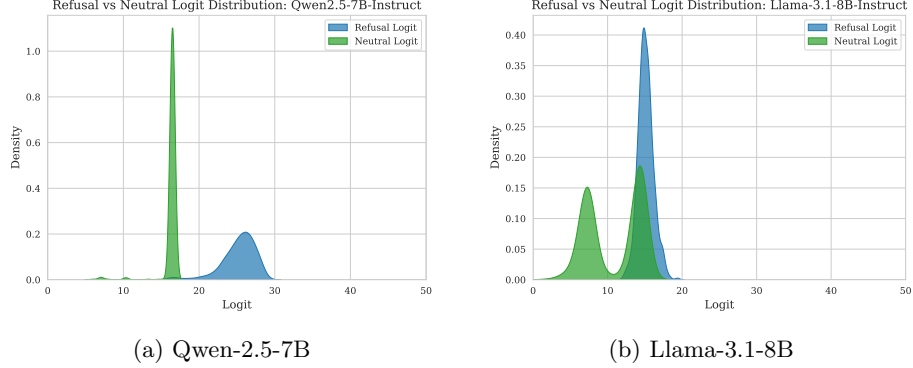 Refusal vs Neutral Logit Distribution: Qwen2.5-7B-Instruct
Refusal Logit
Neutral Logit
1.0
0.8
0.6
0.4
0.2
0.0
Density
0 10 20 30 40 50
Logit
(a) Qwen-2.5-7B
Refusal vs Neutral Logit Distribution: Llama-3.1-8B-Instruct
Refusal Logit
Neutral Logit
0.40
0.35
0.30
0.25
0.20
0.15
0.10
0.05
0.00
Density
0 10 20 30 40 50
Logit
(b) Llama-3.1-8B